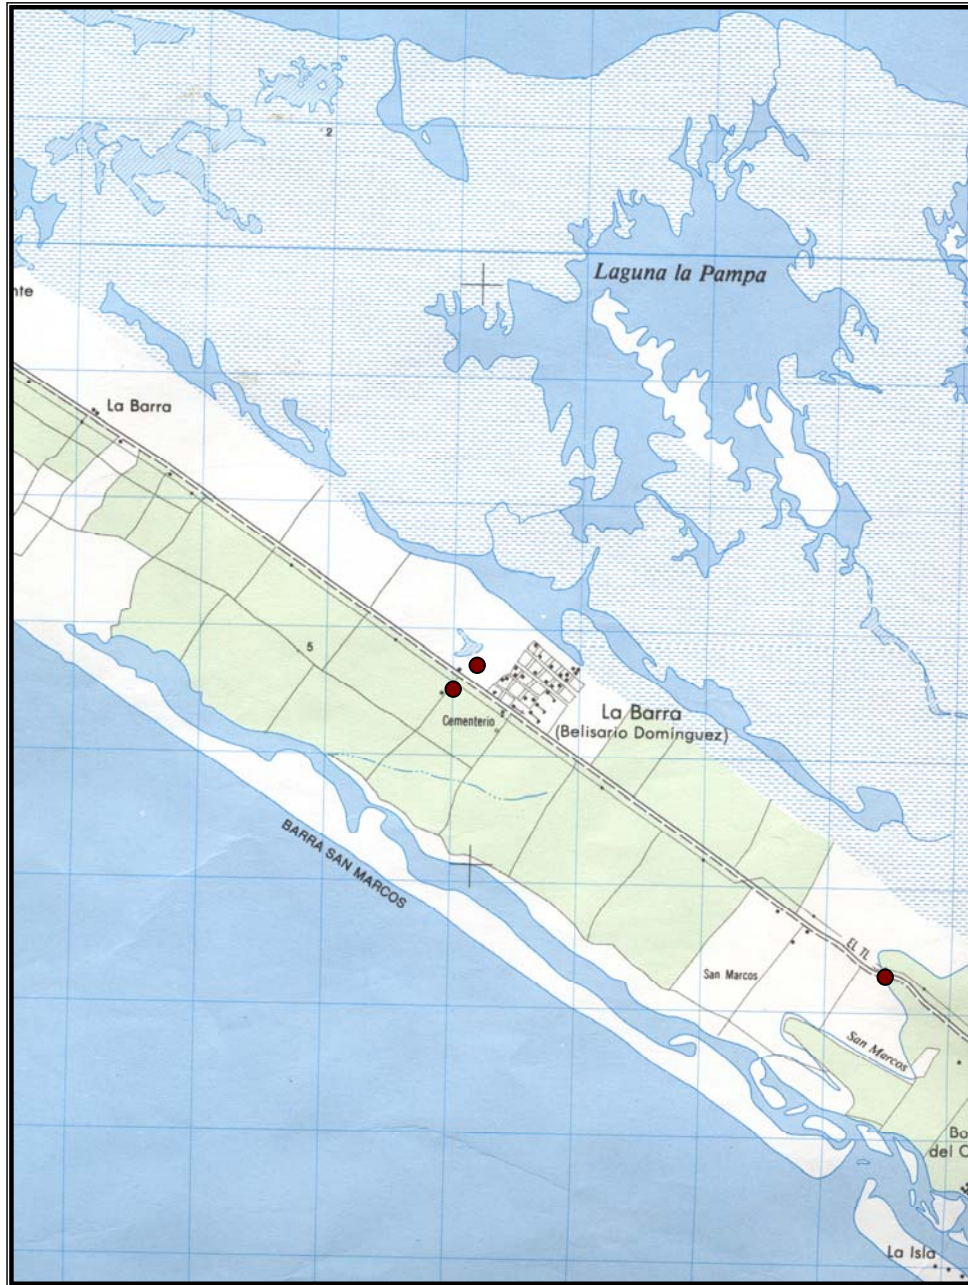 2
Laguna la Pampa
nte
La Barra
5
Cementerio
La Barra
(Belisario Domínguez)
BARRA SAN MARCOS
EL TL
San Marcos
San Marcos
Bo
del C
La Isla